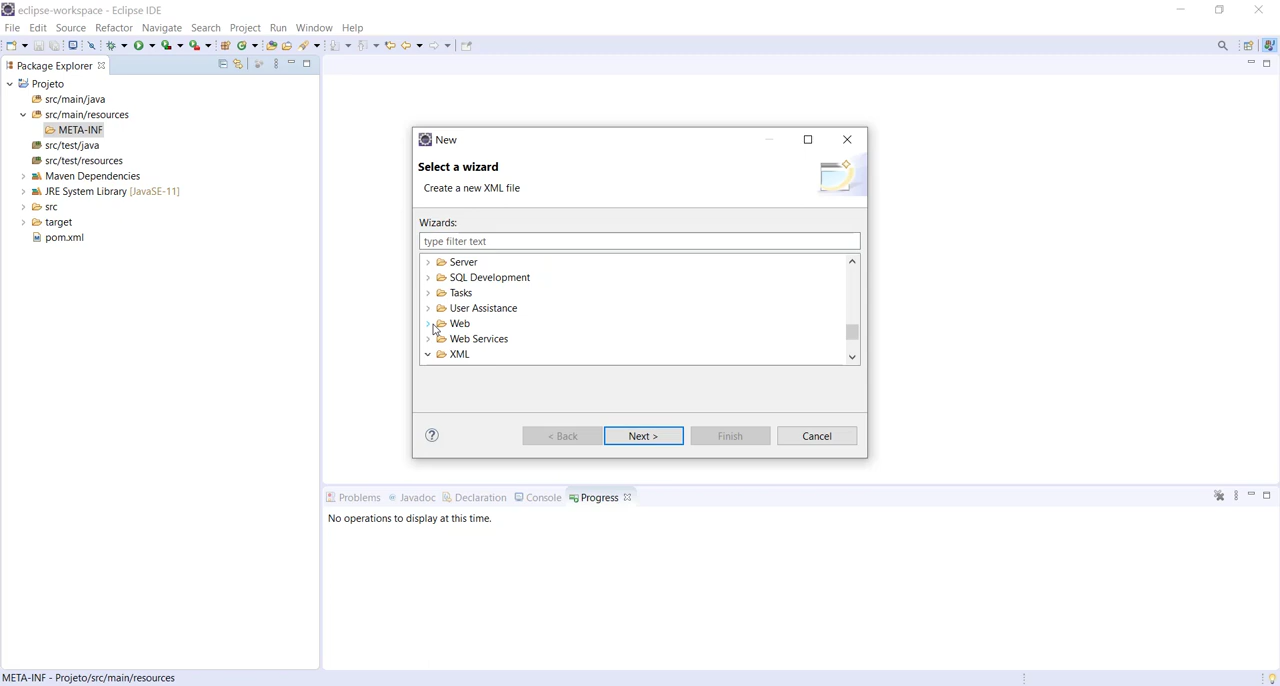 eclipse-workspace - Eclipse IDE
File Edit Source Refactor Navigate Search Project Run Window Help
Package Explorer
Projeto
src/main/java
src/main/resources
META-INF
src/test/java
src/test/resources
Maven Dependencies
JRE System Library [JavaSE-11]
src
target
pom.xml
New
Select a wizard
Create a new XML file
Wizards:
type filter text
Server
SQL Development
Tasks
User Assistance
Web
Web Services
XML
< Back Next > Finish Cancel
Problems Javadoc Declaration Console Progress
No operations to display at this time.
META-INF - Projeto/src/main/resources